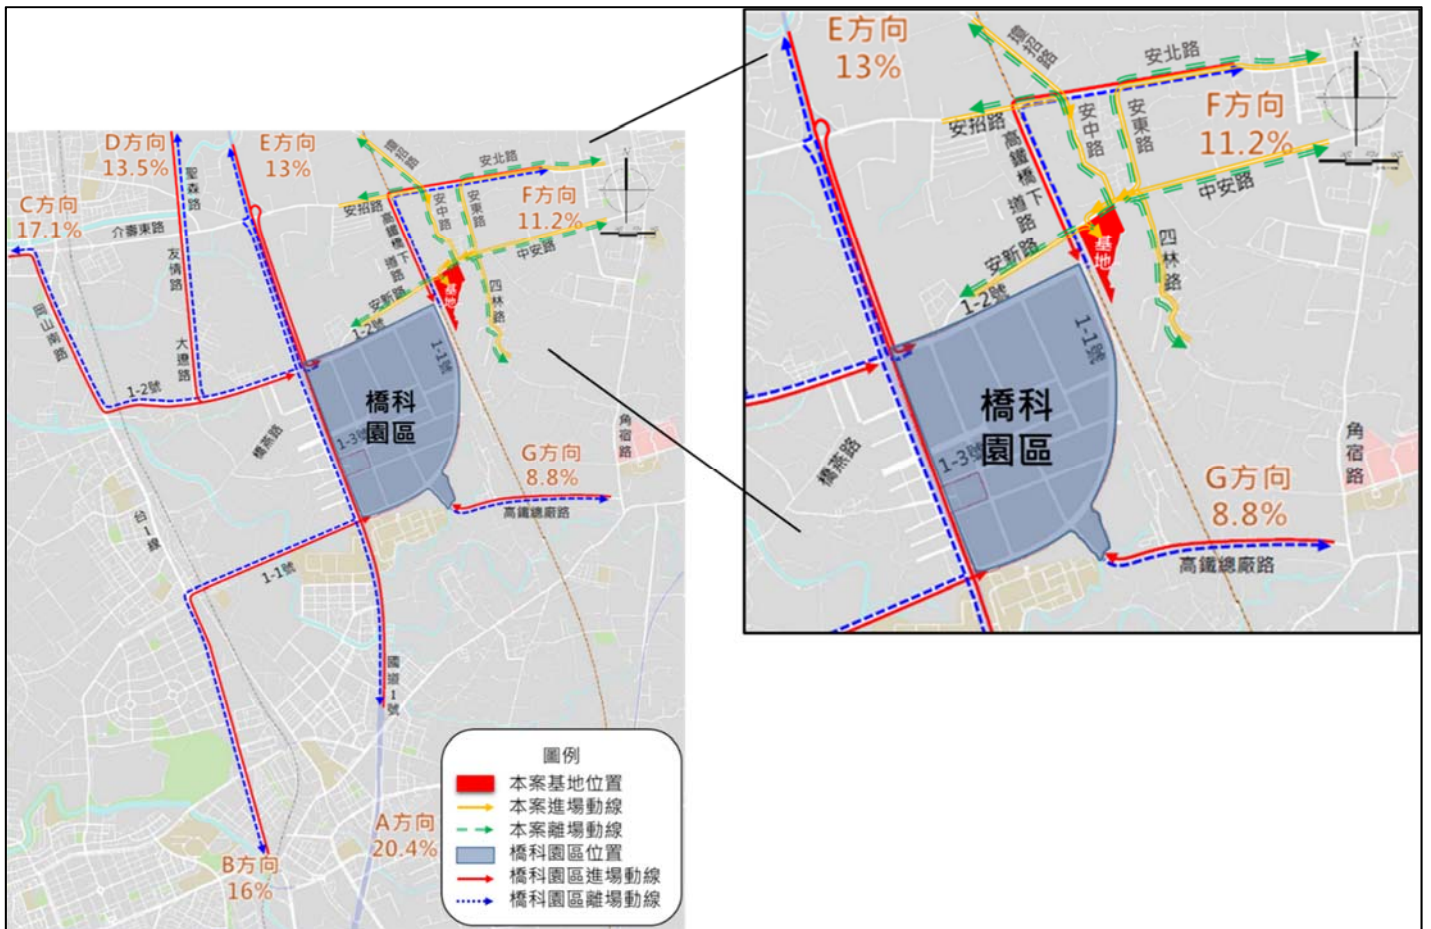 D方向
13.5%
E方向
13%
C方向
17.1%
F方向
11.2%
G方向
8.8%
A方向
20.4%
B方向
16%
聖森路
介壽東路
友情路
大遼路
岡山南路
1-2號
橋燕路
台1線
1-1號
國道1號
環招路
安招路
安北路
安中路
安東路
高鐵橋下道路
中安路
安新路
四林路
基地
1-2號
1-1號
1-3號
橋科
園區
角宿路
高鐵總廠路
N
圖例
本案基地位置
本案進場動線
本案離場動線
橋科園區位置
橋科園區進場動線
橋科園區離場動線
E方向
13%
環招路
安北路
安招路
安中路
安東路
F方向
11.2%
高鐵橋下道路
中安路
基地
四林路
安新路
1-2號
1-1號
橋科
園區
1-3號
橋燕路
角宿路
G方向
8.8%
高鐵總廠路
N